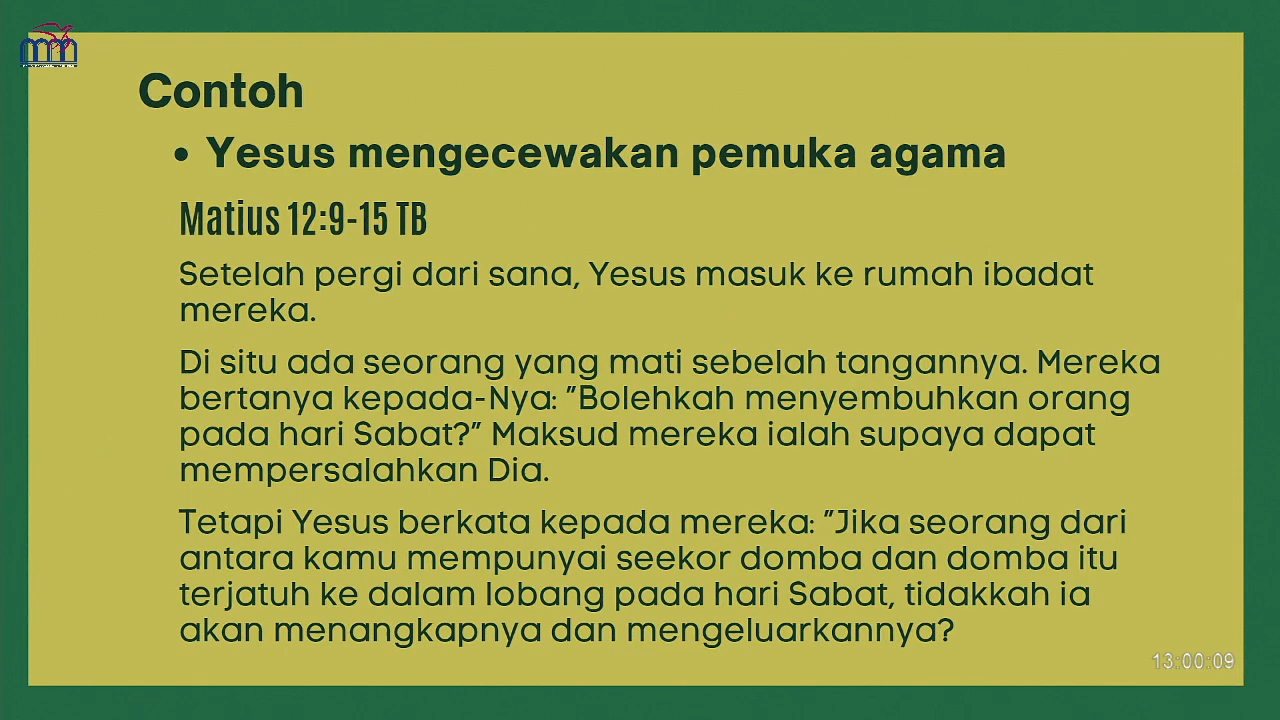 Contoh
• Yesus mengecewakan pemuka agama
Matius 12:9-15 TB
Setelah pergi dari sana, Yesus masuk ke rumah ibadat
mereka.
Di situ ada seorang yang mati sebelah tangannya. Mereka
bertanya kepada-Nya: "Bolehkah menyembuhkan orang
pada hari Sabat?" Maksud mereka ialah supaya dapat
mempersalahkan Dia.
Tetapi Yesus berkata kepada mereka: "Jika seorang dari
antara kamu mempunyai seekor domba dan domba itu
terjatuh ke dalam lobang pada hari Sabat, tidakkah ia
akan menangkapnya dan mengeluarkannya?
13:00:09